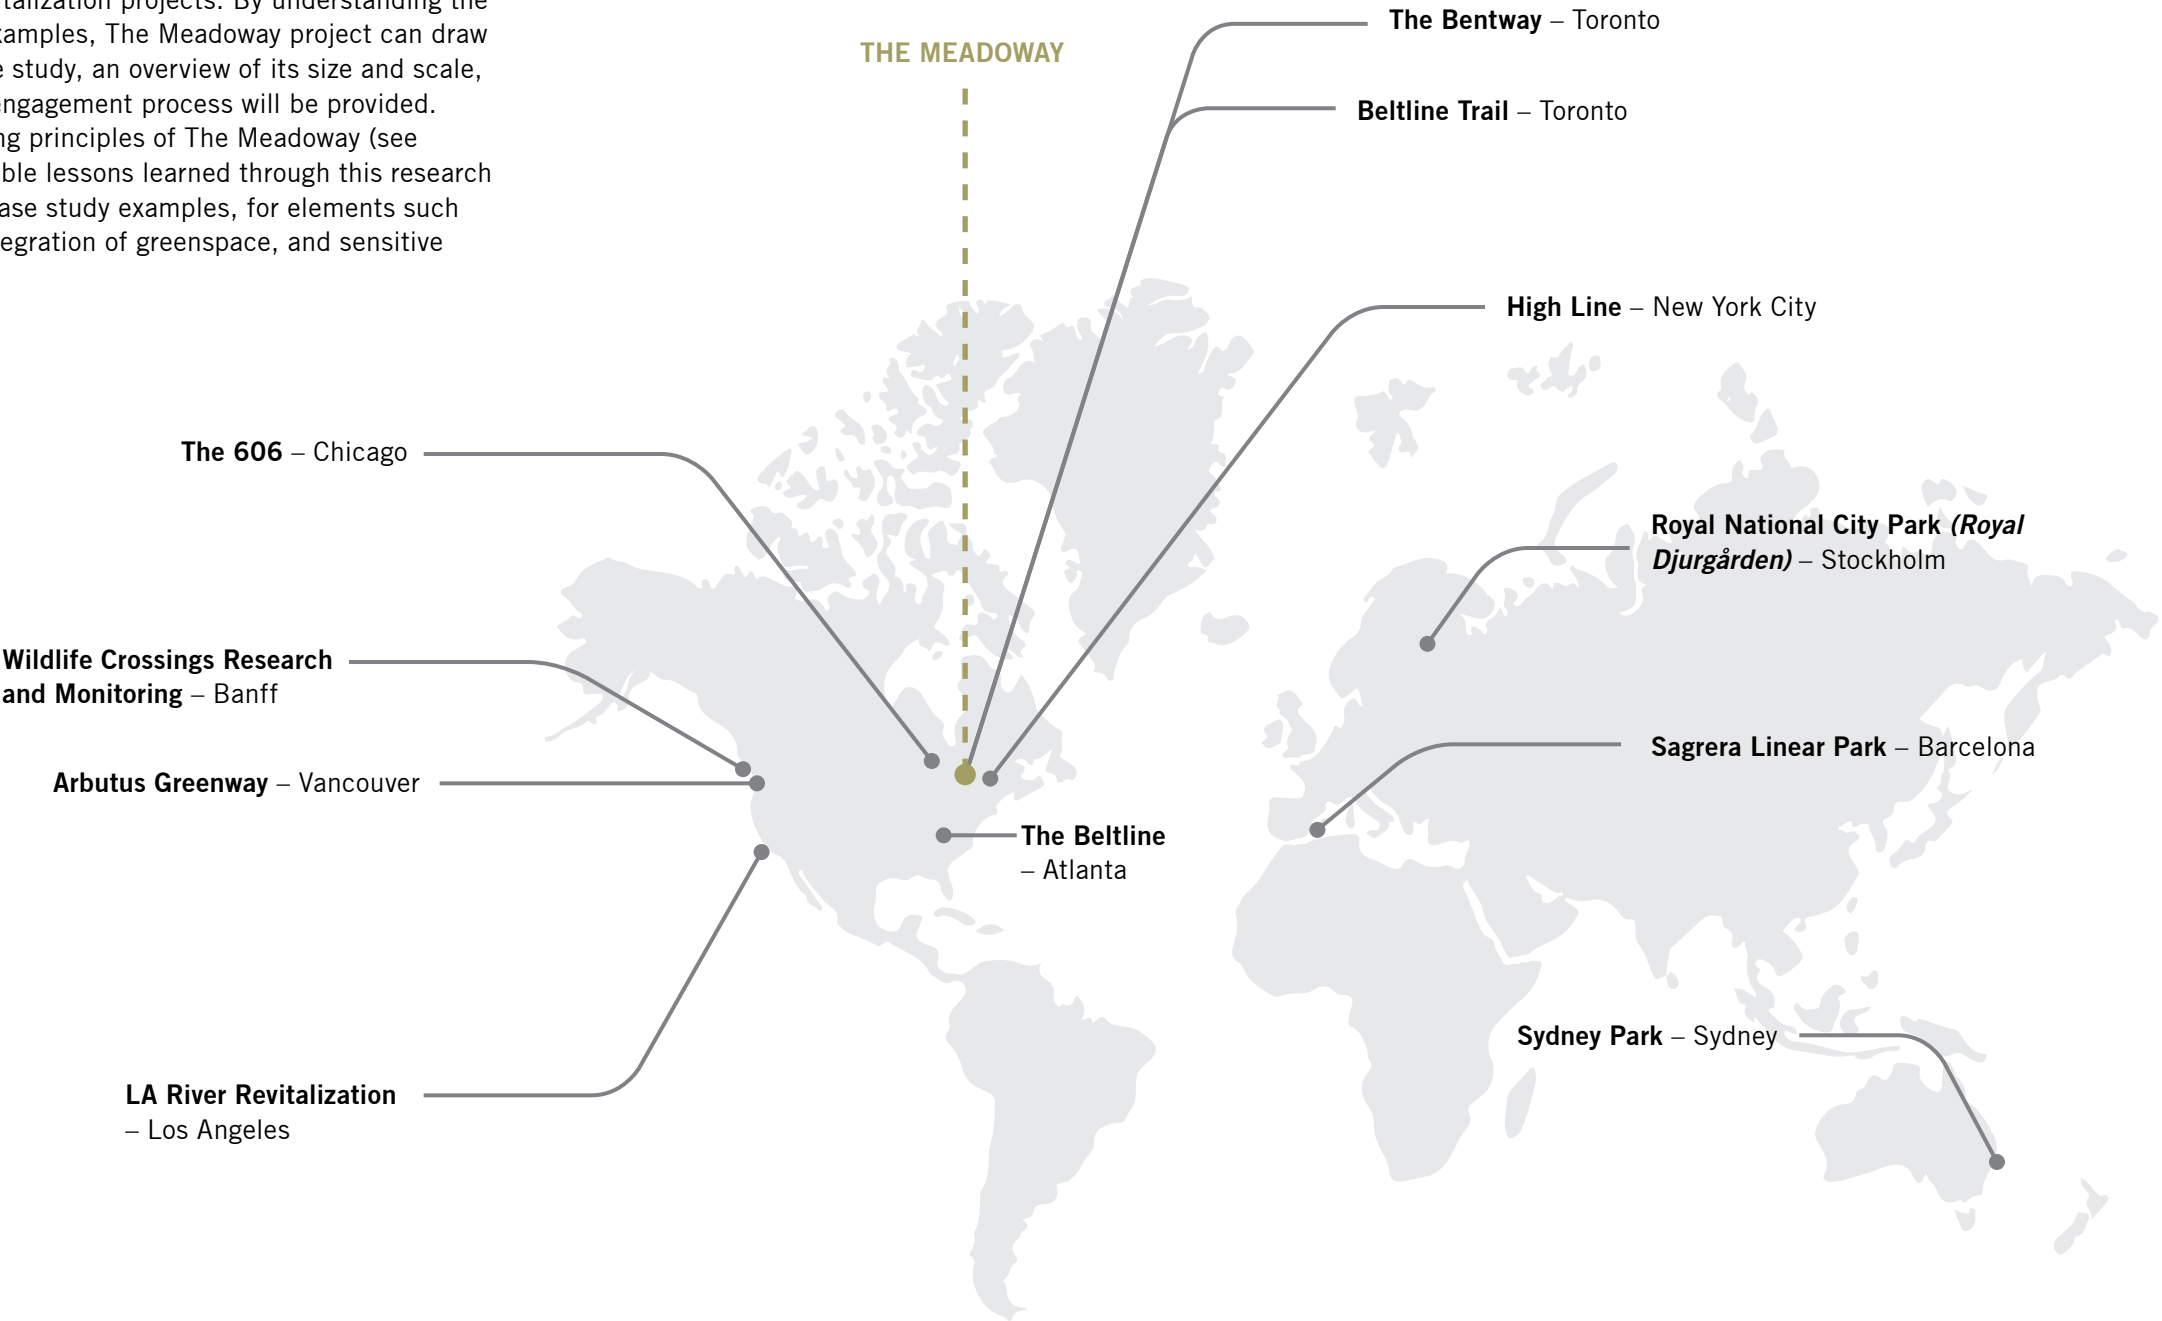 talization projects. By understanding the
amples, The Meadoway project can draw
study, an overview of its size and scale,
engagement process will be provided.
ng principles of The Meadoway (see
ble lessons learned through this research
ase study examples, for elements such
egration of greenspace, and sensitive
THE MEADOWAY
The Bentway – Toronto
Beltline Trail – Toronto
High Line – New York City
The 606 – Chicago
Royal National City Park (Royal
Djurgården) – Stockholm
Wildlife Crossings Research
and Monitoring – Banff
Sagrera Linear Park – Barcelona
Arbutus Greenway – Vancouver
The Beltline
– Atlanta
Sydney Park – Sydney
LA River Revitalization
– Los Angeles